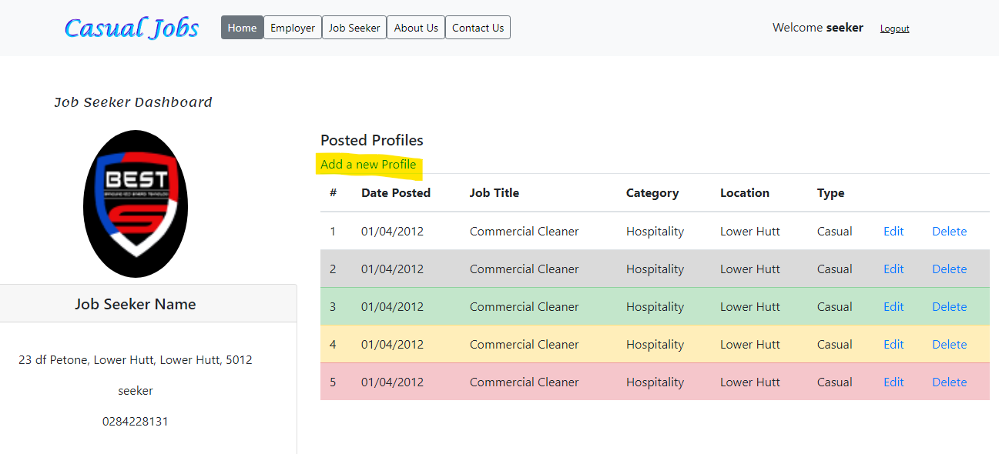 Casual Jobs Home Employer Job Seeker About Us Contact Us Welcome seeker Logout
Job Seeker Dashboard
BEST
Job Seeker Name
23 df Petone, Lower Hutt, Lower Hutt, 5012
seeker
0284228131
Posted Profiles
Add a new Profile
# Date Posted Job Title Category Location Type
1 01/04/2012 Commercial Cleaner Hospitality Lower Hutt Casual Edit Delete
2 01/04/2012 Commercial Cleaner Hospitality Lower Hutt Casual Edit Delete
3 01/04/2012 Commercial Cleaner Hospitality Lower Hutt Casual Edit Delete
4 01/04/2012 Commercial Cleaner Hospitality Lower Hutt Casual Edit Delete
5 01/04/2012 Commercial Cleaner Hospitality Lower Hutt Casual Edit Delete